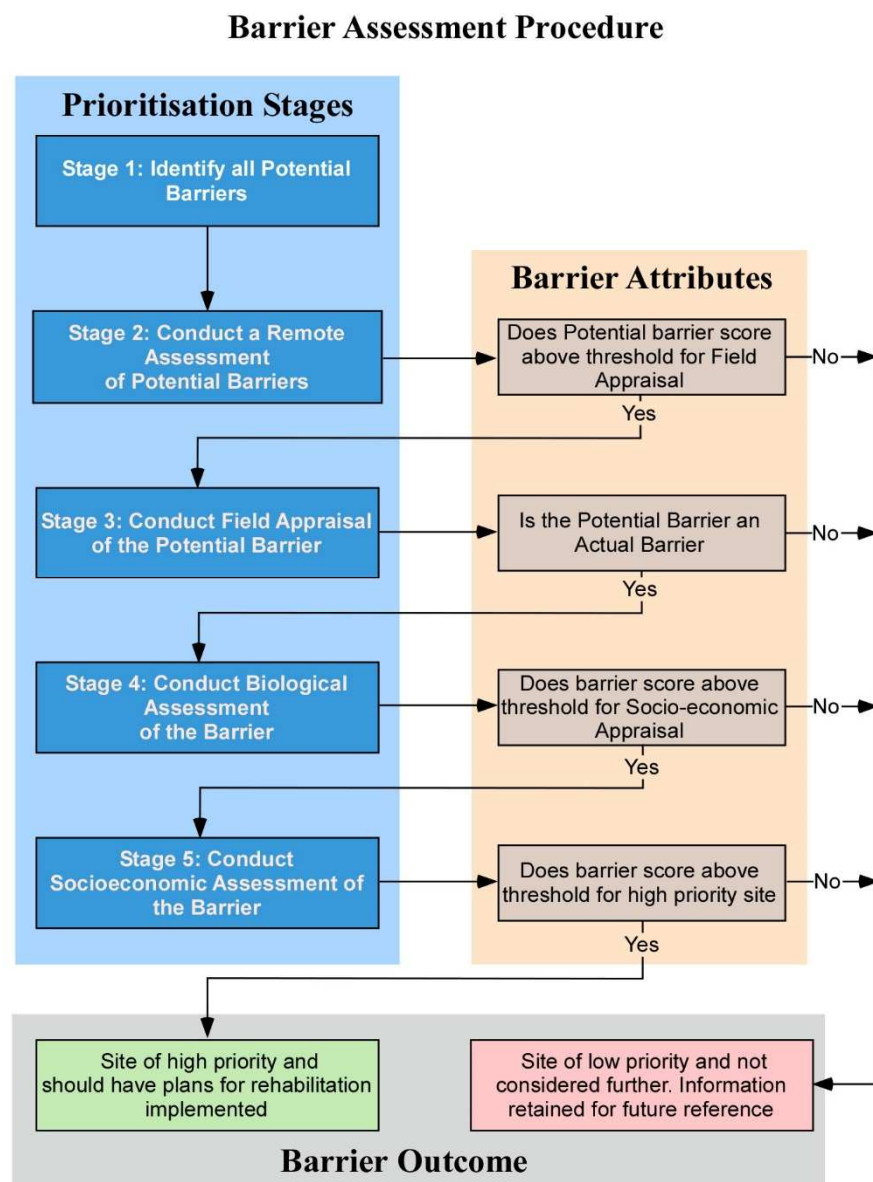 Barrier Assessment Procedure
Prioritisation Stages
Stage 1: Identify all Potential
Barriers
Barrier Attributes
Stage 2: Conduct a Remote
Assessment
of Potential Barriers
Does Potential barrier score
above threshold for Field
Appraisal
No
Yes
Stage 3: Conduct Field Appraisal
of the Potential Barrier
Is the Potential Barrier an
Actual Barrier
No
Yes
Stage 4: Conduct Biological
Assessment
of the Barrier
Does barrier score above
threshold for Socio-economic
Appraisal
No
Yes
Stage 5: Conduct
Socioeconomic Assessment of
the Barrier
Does barrier score above
threshold for high priority site
No
Yes
Site of high priority and
should have plans for rehabilitation
implemented
Site of low priority and not
considered further. Information
retained for future reference
Barrier Outcome